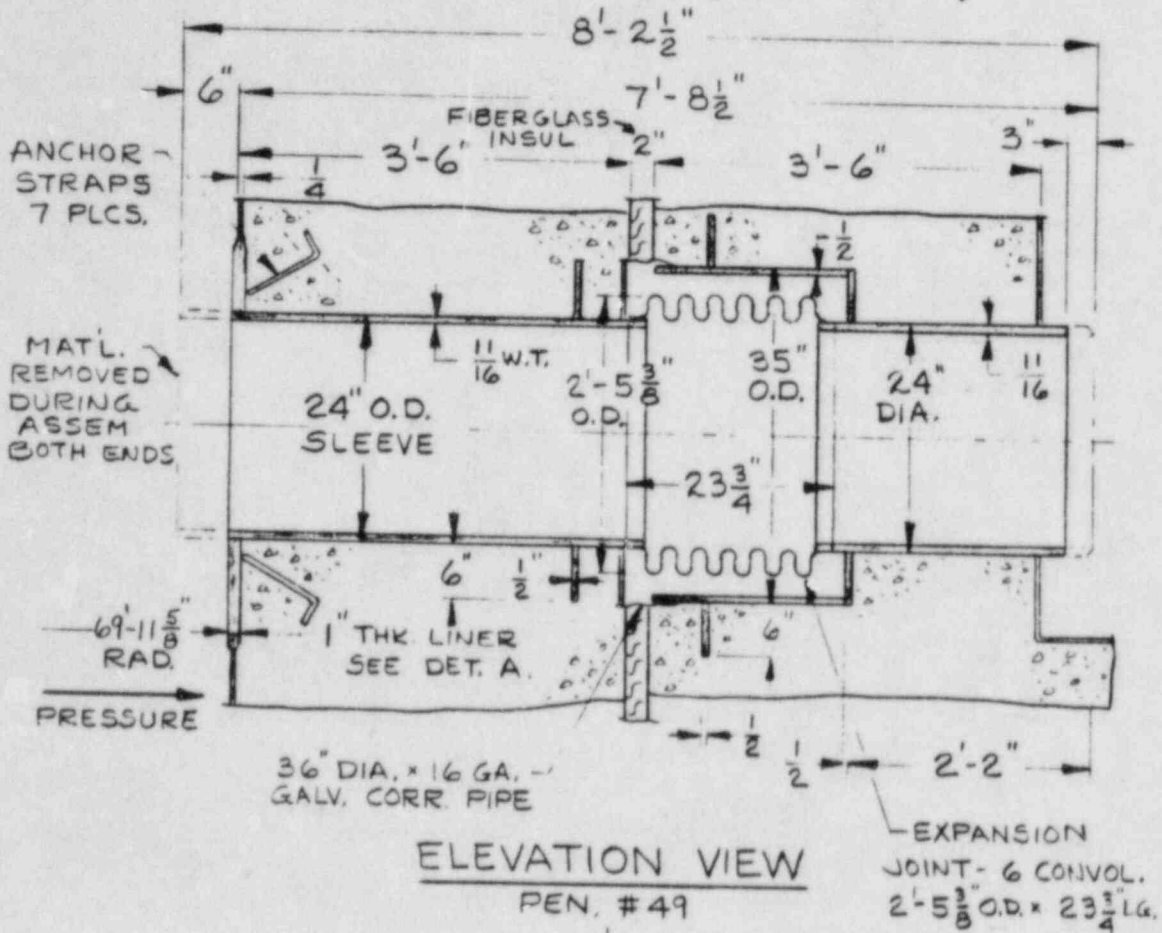 8'-2 1/2"
6"
7'-8 1/2"
FIBERGLASS
INSUL
2"
3"
ANCHOR
STRAPS
7 PLCS.
1/4
3'-6"
3'-6"
1/2
MAT'L.
REMOVED
DURING
ASSEM
BOTH ENDS
11/16 W.T.
24" O.D.
SLEEVE
2'-5 3/8"
O.D.
35"
O.D.
24"
DIA.
11/16
23 3/4"
6"
1/2"
69'-11 5/8"
RAD.
1" THK LINER
SEE DET. A.
6"
PRESSURE
1/2
1/2
2'-2"
36" DIA. × 16 GA.
GALV. CORR. PIPE
ELEVATION VIEW
PEN. #49
EXPANSION
JOINT - 6 CONVOL.
2'-5 3/8" O.D. × 23 3/4" LG.